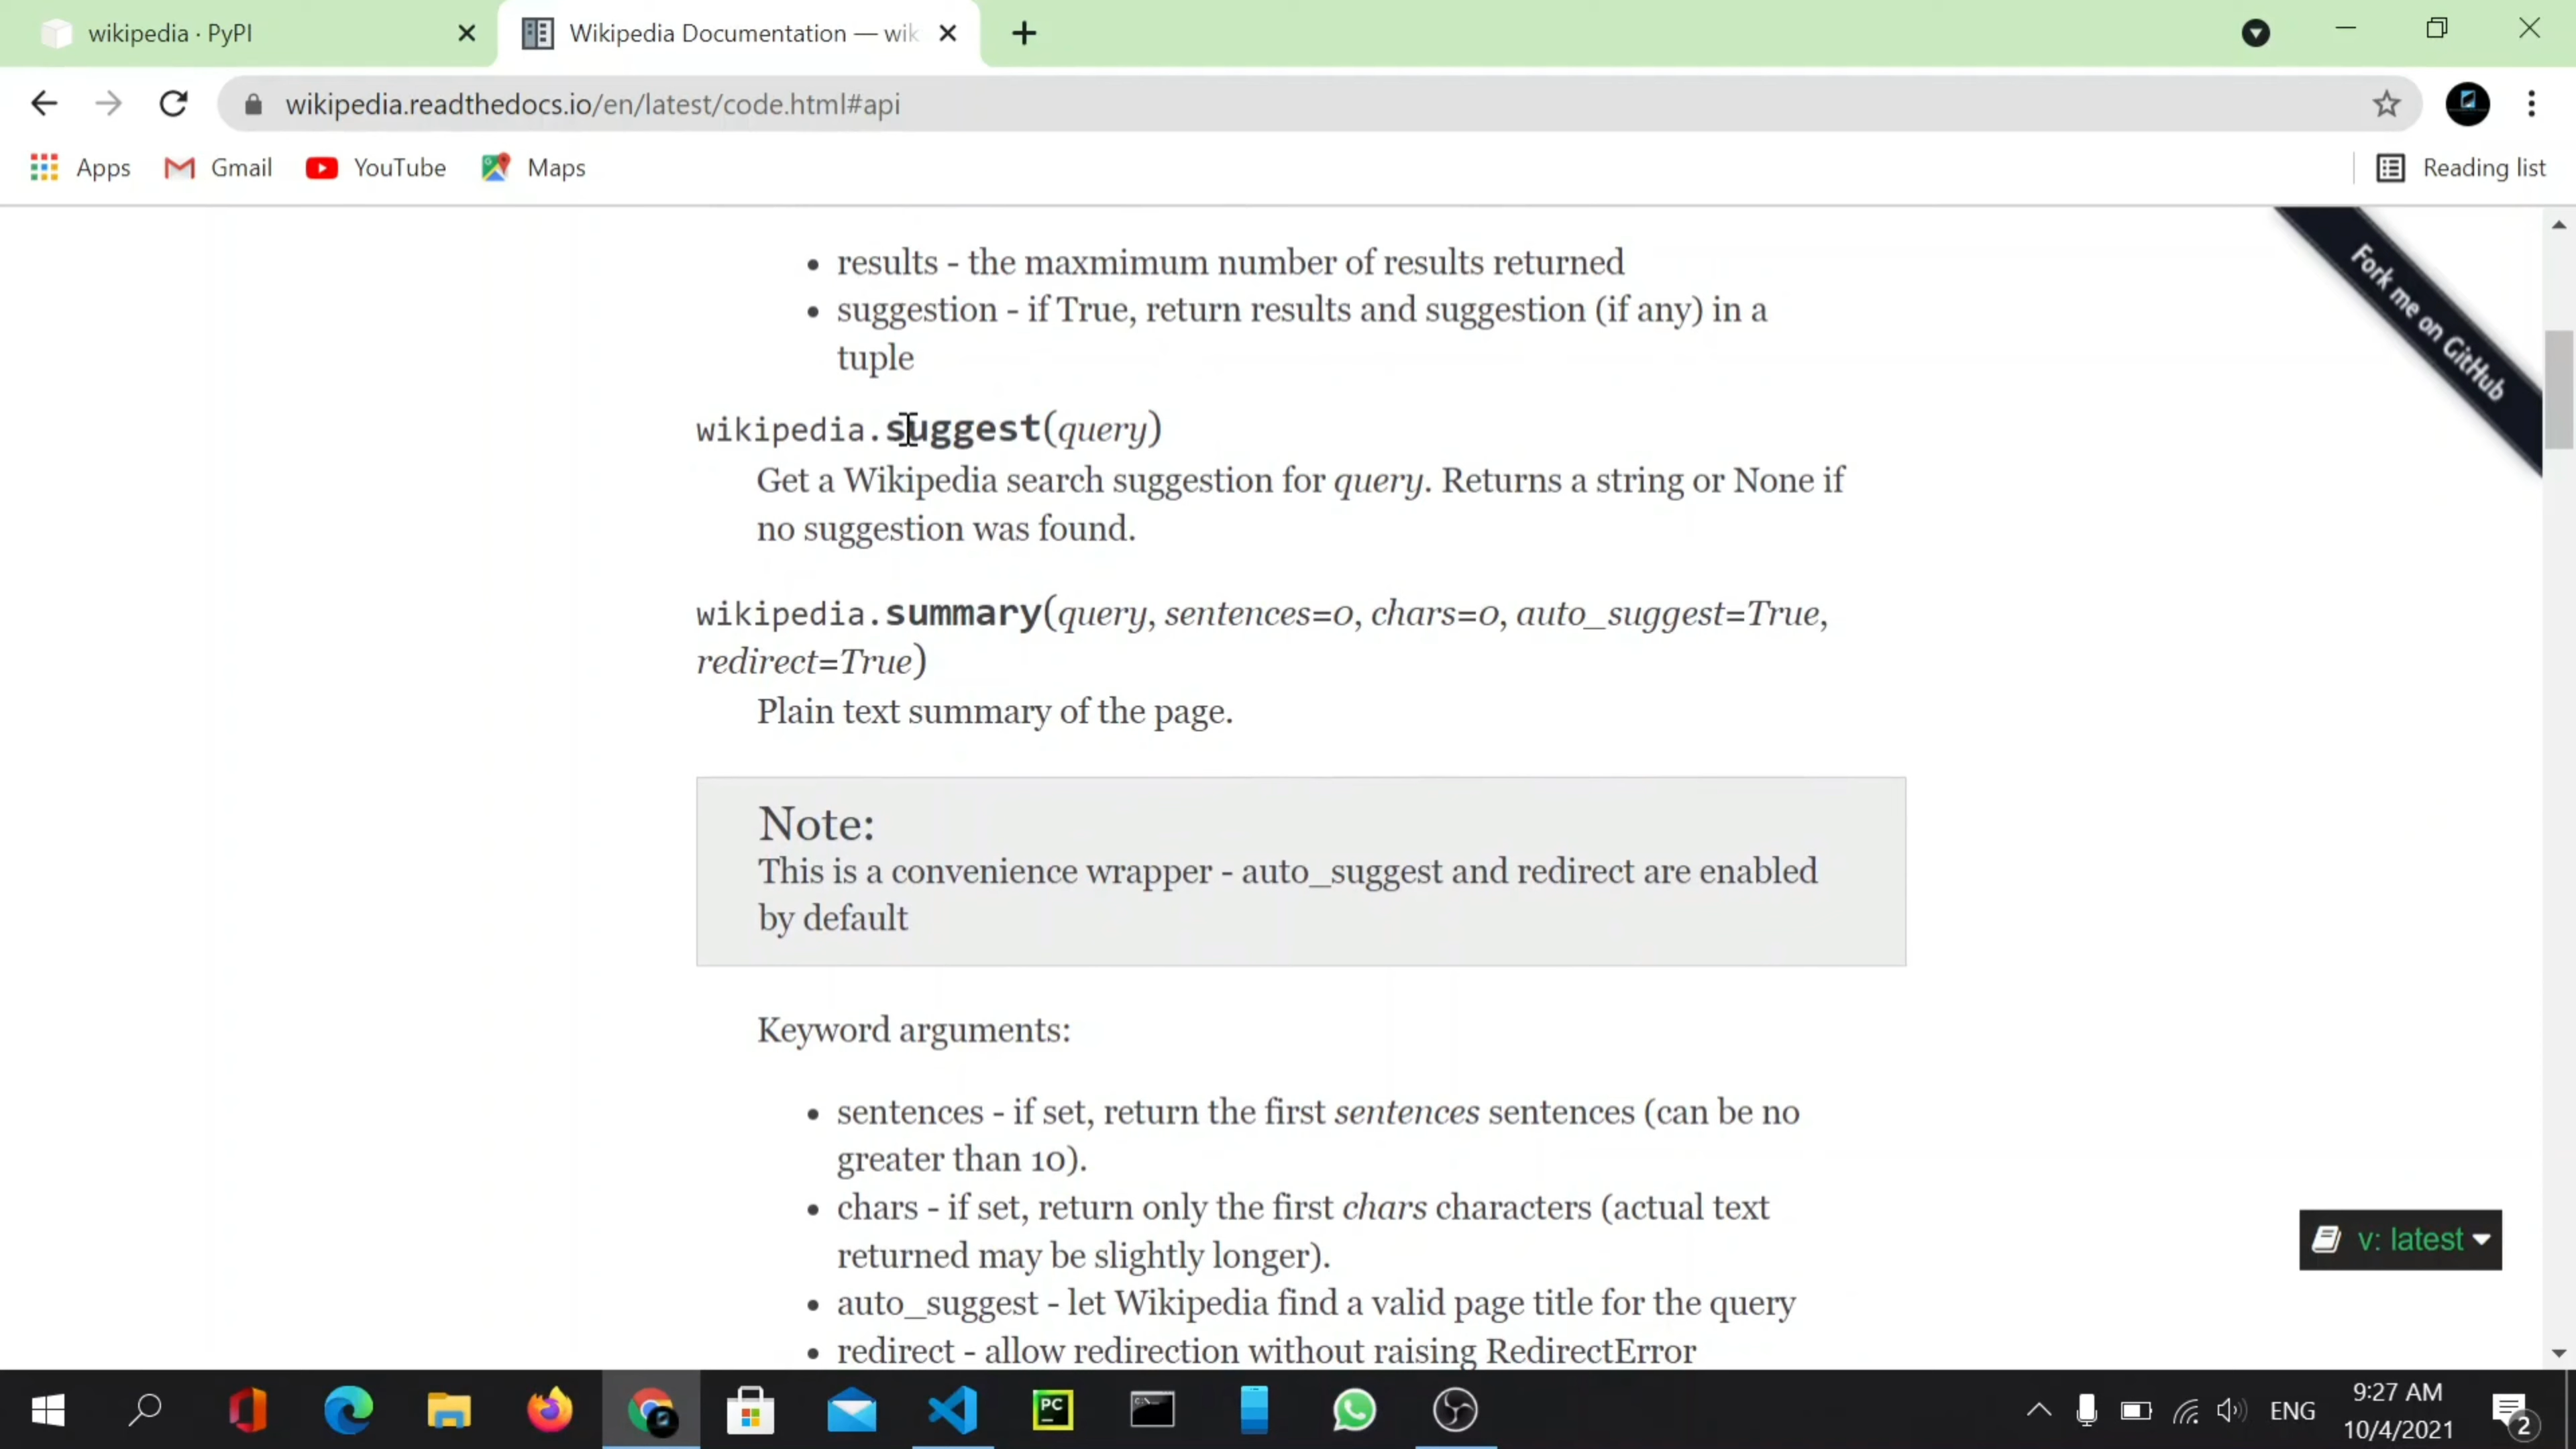 wikipedia · PyPI
Wikipedia Documentation — wik
wikipedia.readthedocs.io/en/latest/code.html#api
Apps
Gmail
YouTube
Maps
Reading list
Fork me on GitHub
• results - the maxmimum number of results returned
• suggestion - if True, return results and suggestion (if any) in a
tuple
wikipedia.suggest(query)
Get a Wikipedia search suggestion for query. Returns a string or None if
no suggestion was found.
wikipedia.summary(query, sentences=0, chars=0, auto_suggest=True,
redirect=True)
Plain text summary of the page.
Note:
This is a convenience wrapper - auto_suggest and redirect are enabled
by default
Keyword arguments:
• sentences - if set, return the first sentences sentences (can be no
greater than 10).
• chars - if set, return only the first chars characters (actual text
returned may be slightly longer).
• auto_suggest - let Wikipedia find a valid page title for the query
• redirect - allow redirection without raising RedirectError
v: latest
PC
ENG
9:27 AM
10/4/2021
2